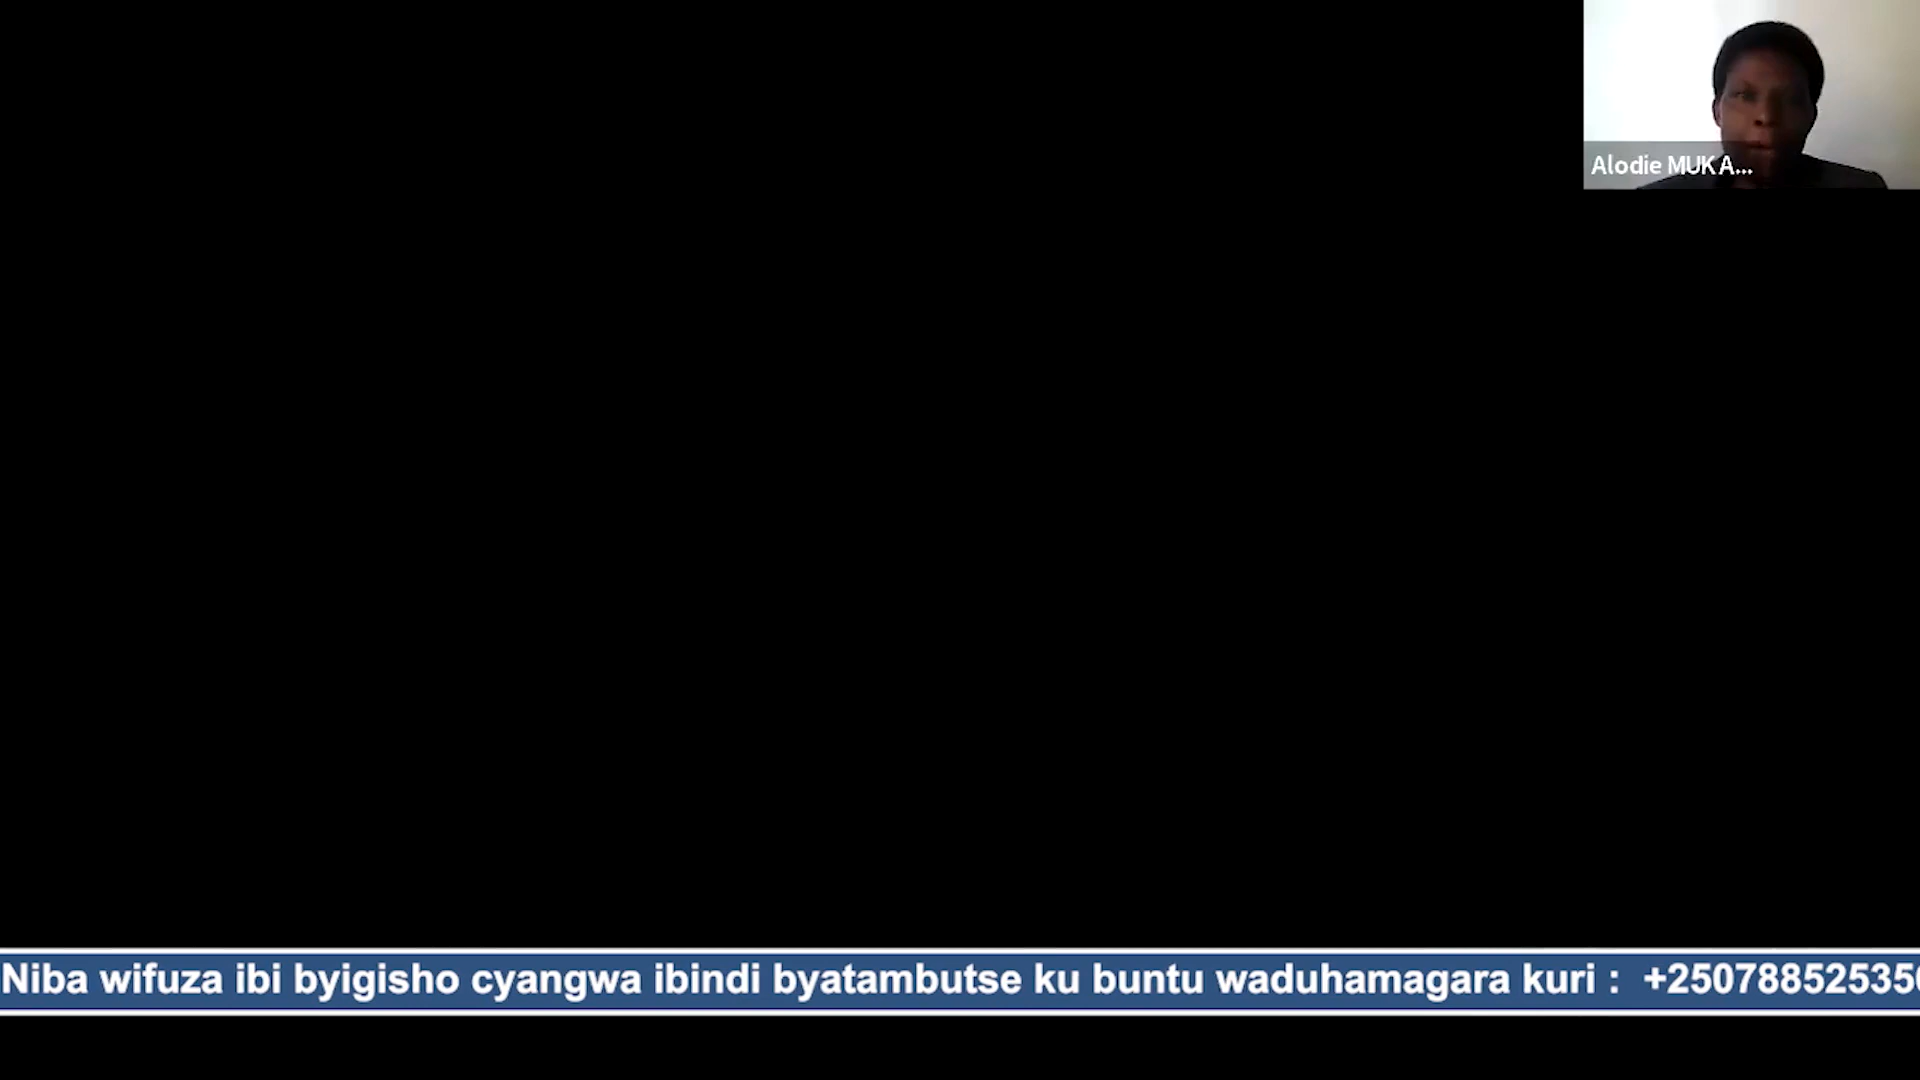 Alodie MUKA...
Niba wifuza ibi byigisho cyangwa ibindi byatambutse ku buntu waduhamagara kuri : +25078852535